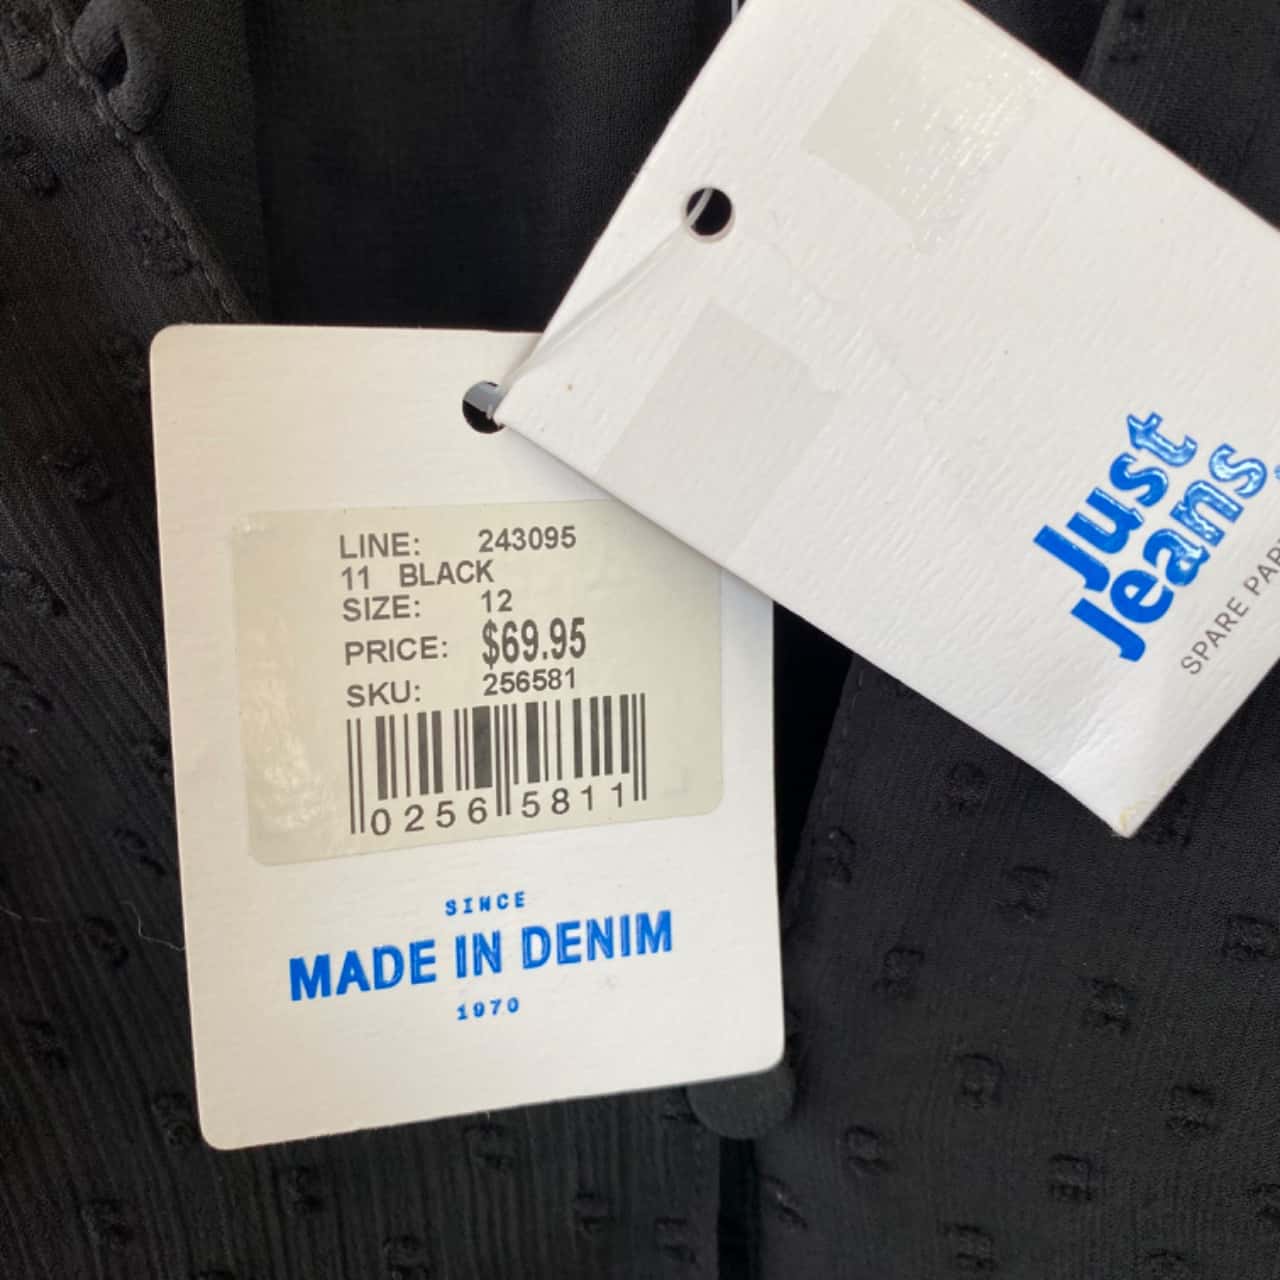 LINE: 243095
11 BLACK
SIZE: 12
PRICE: $69.95
SKU: 256581
0256 5811
SINCE
MADE IN DENIM
1970
Just
Jeans
SPARE